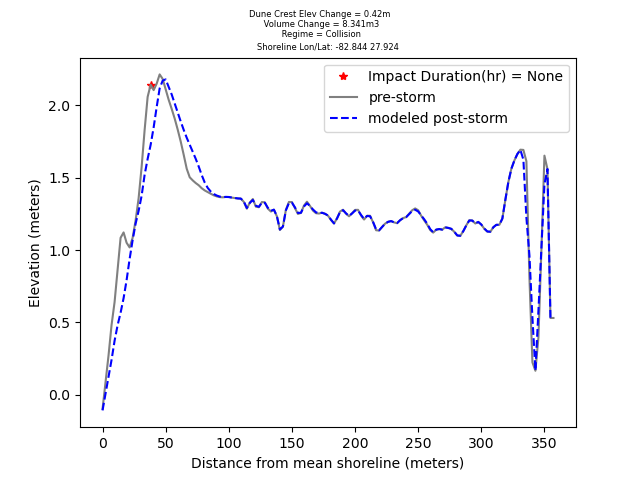 Dune Crest Elev Change = 0.42m
Volume Change = 8.341m3
Regime = Collision
Shoreline Lon/Lat: -82.844 27.924
Impact Duration(hr) = None
pre-storm
modeled post-storm
Elevation (meters)
2.0
1.5
1.0
0.5
0.0
0 50 100 150 200 250 300 350
Distance from mean shoreline (meters)